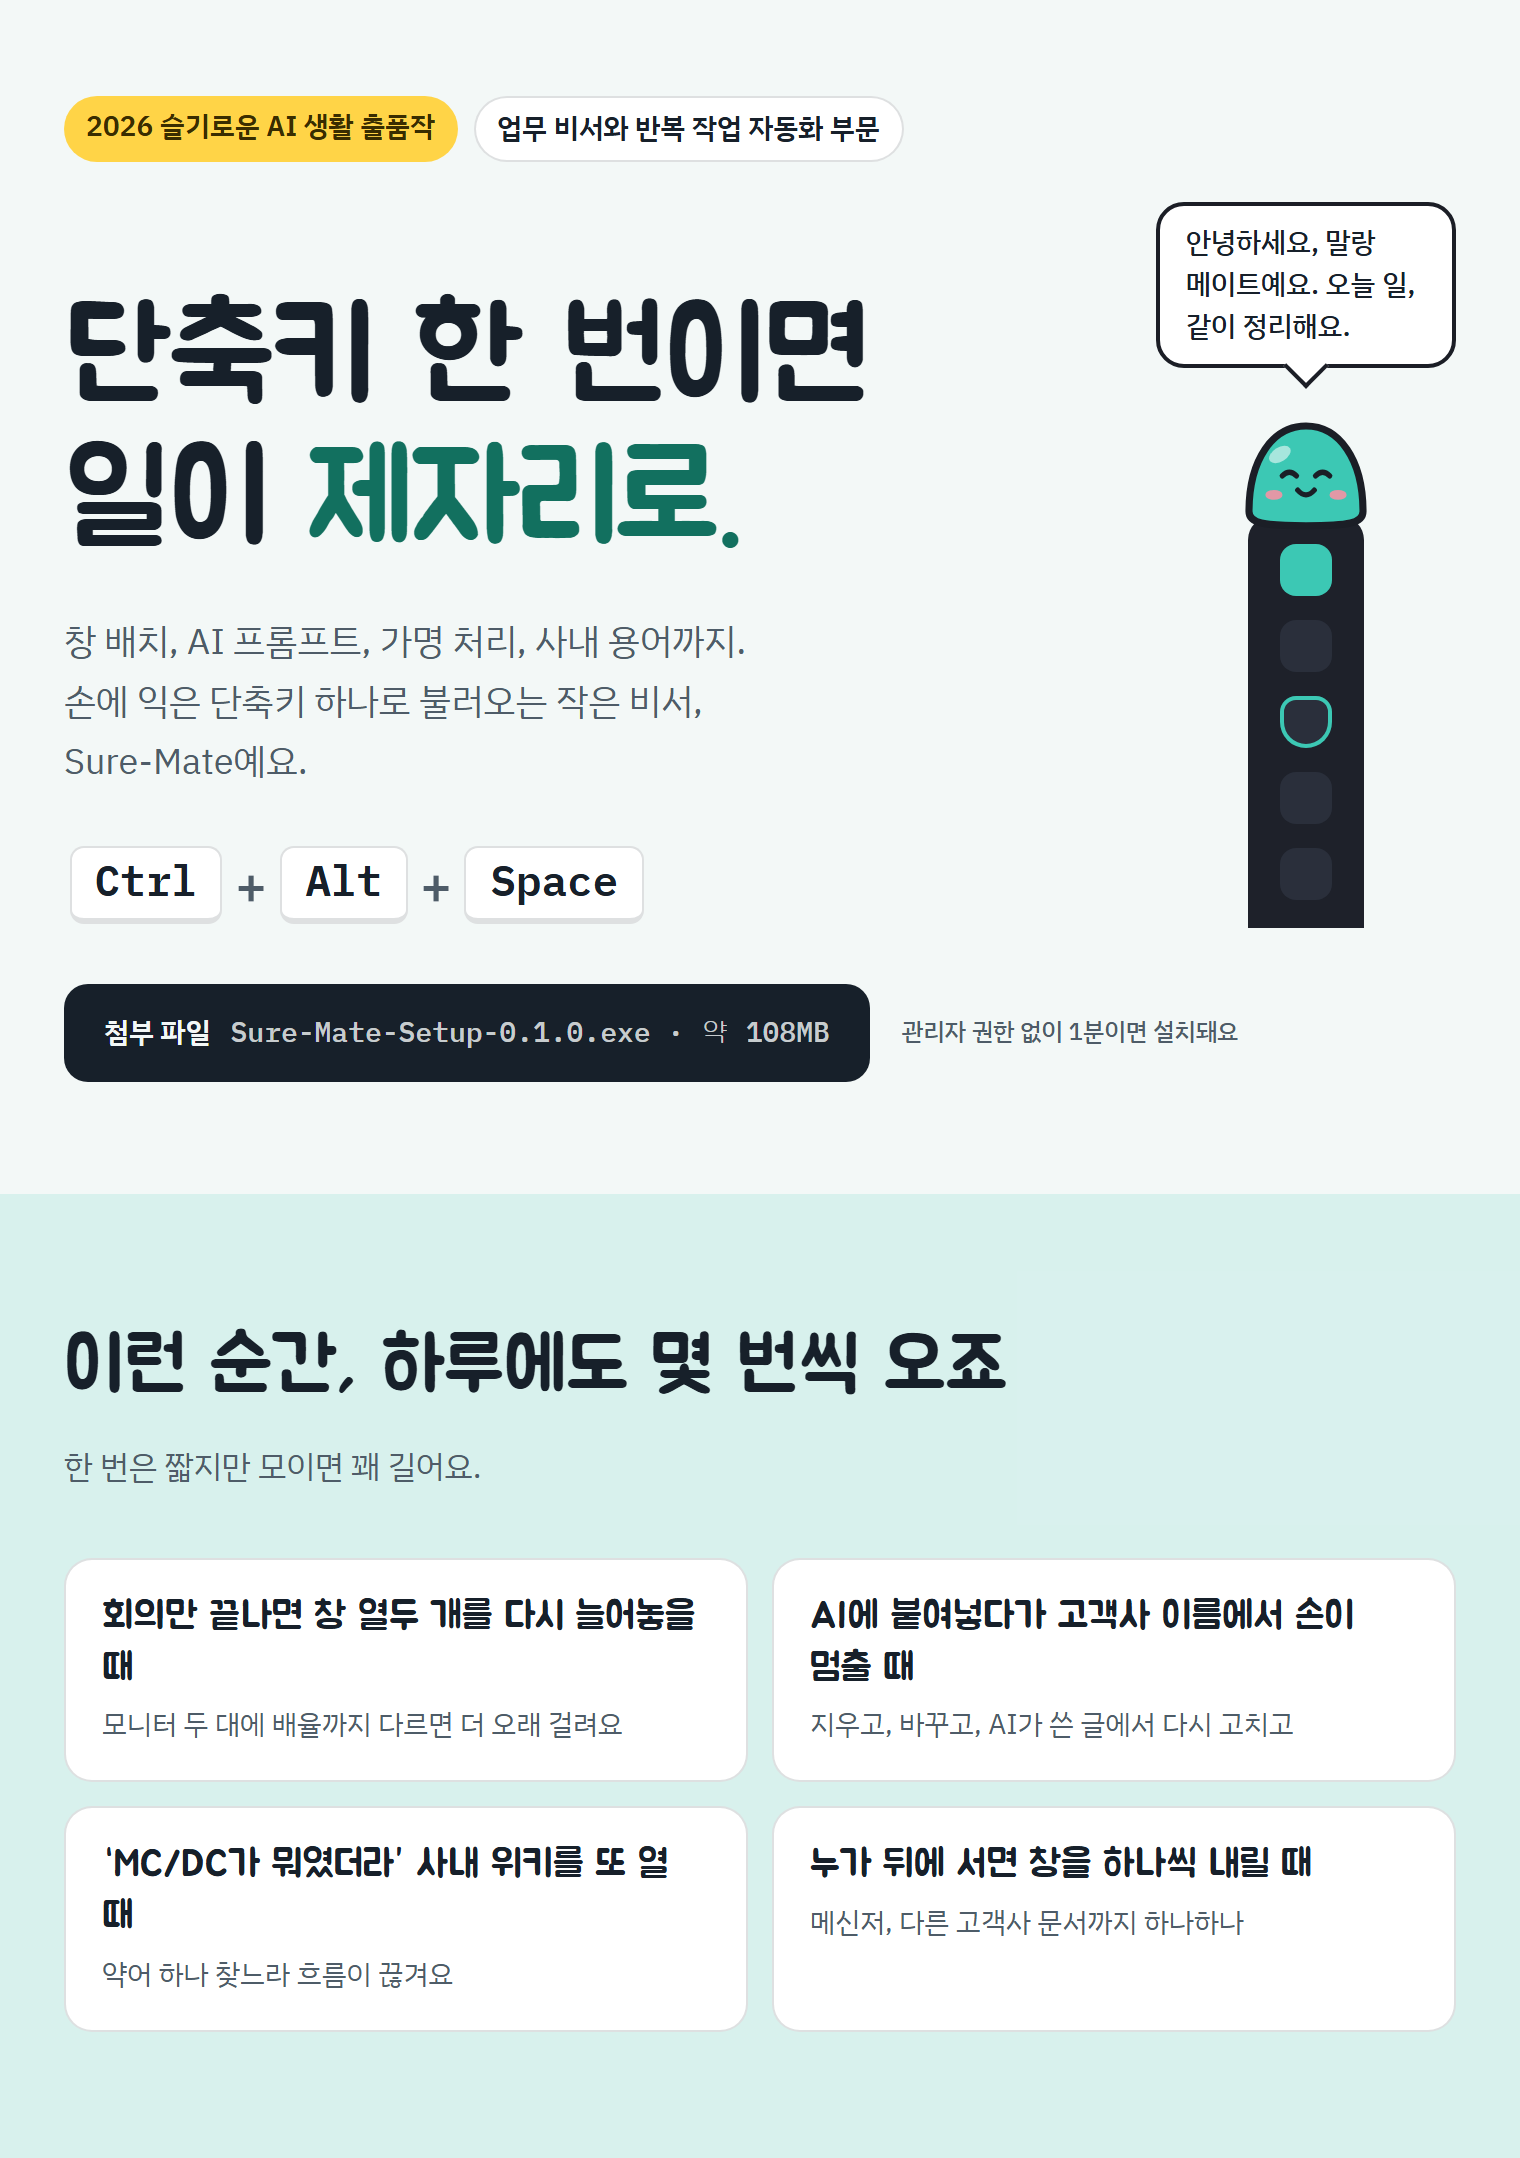 2026 슬기로운 AI 생활 출품작
업무 비서와 반복 작업 자동화 부문
안녕하세요, 말랑
메이트예요. 오늘 일,
같이 정리해요.
단축키 한 번이면
일이 제자리로.
창 배치, AI 프롬프트, 가명 처리, 사내 용어까지.
손에 익은 단축키 하나로 불러오는 작은 비서,
Sure-Mate예요.
Ctrl + Alt + Space
첨부 파일 Sure-Mate-Setup-0.1.0.exe · 약 108MB
관리자 권한 없이 1분이면 설치돼요
이런 순간, 하루에도 몇 번씩 오죠
한 번은 짧지만 모이면 꽤 길어요.
회의만 끝나면 창 열두 개를 다시 늘어놓을
때
모니터 두 대에 배율까지 다르면 더 오래 걸려요
AI에 붙여넣다가 고객사 이름에서 손이
멈출 때
지우고, 바꾸고, AI가 쓴 글에서 다시 고치고
‘MC/DC가 뭐였더라’ 사내 위키를 또 열
때
약어 하나 찾느라 흐름이 끊겨요
누가 뒤에 서면 창을 하나씩 내릴 때
메신저, 다른 고객사 문서까지 하나하나